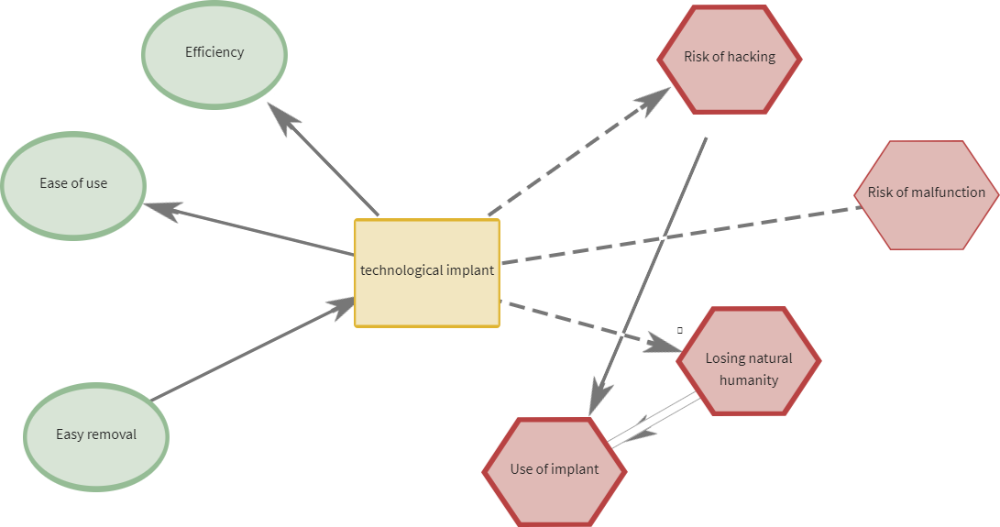 Efficiency
Risk of hacking
Ease of use
Risk of malfunction
technological implant
Losing natural
humanity
Easy removal
Use of implant